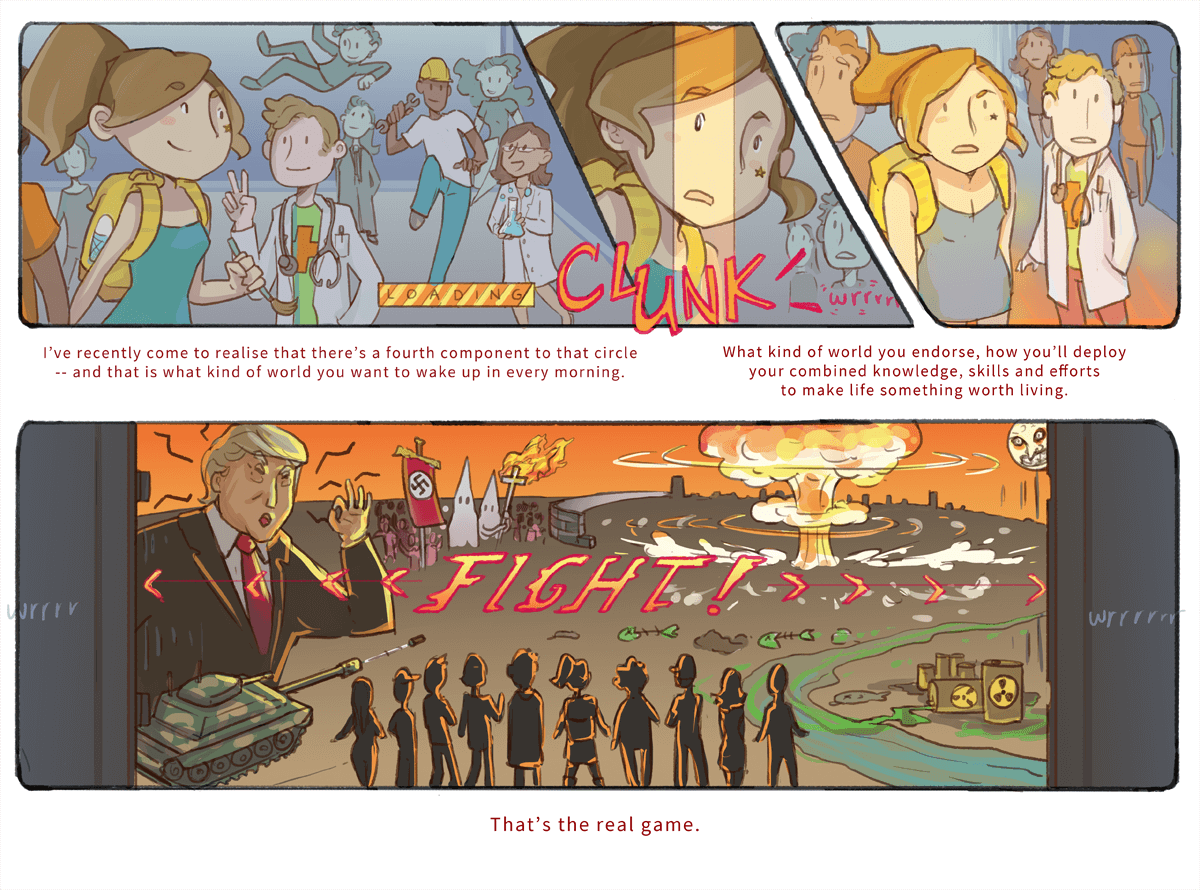 LOADING
CLUNK
wrrrrr
I've recently come to realise that there's a fourth component to that circle
-- and that is what kind of world you want to wake up in every morning.
What kind of world you endorse, how you'll deploy
your combined knowledge, skills and efforts
to make life something worth living.
FIGHT!
wrrrr
wrrrrrrr
That's the real game.